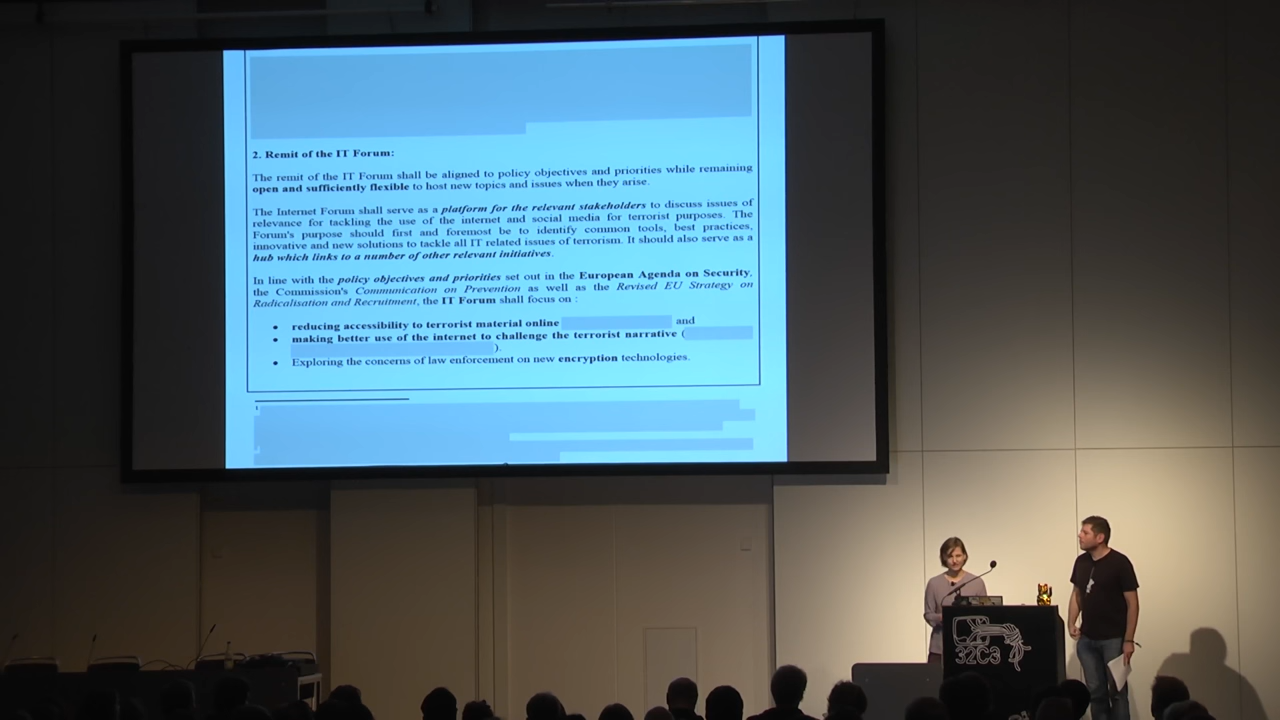 2. Remit of the IT Forum:
The remit of the IT Forum shall be aligned to policy objectives and priorities while remaining
open and sufficiently flexible to host new topics and issues when they arise.
The Internet Forum shall serve as a platform for the relevant stakeholders to discuss issues of
relevance for tackling the use of the internet and social media for terrorist purposes. The
Forum's purpose should first and foremost be to identify common tools, best practices,
innovative and new solutions to tackle all IT related issues of terrorism. It should also serve as a
hub which links to a number of other relevant initiatives.
In line with the policy objectives and priorities set out in the European Agenda on Security,
the Commission's Communication on Prevention as well as the Revised EU Strategy on
Radicalisation and Recruitment, the IT Forum shall focus on :
• reducing accessibility to terrorist material online and
• making better use of the internet to challenge the terrorist narrative (
).
• Exploring the concerns of law enforcement on new encryption technologies.
1
32C3